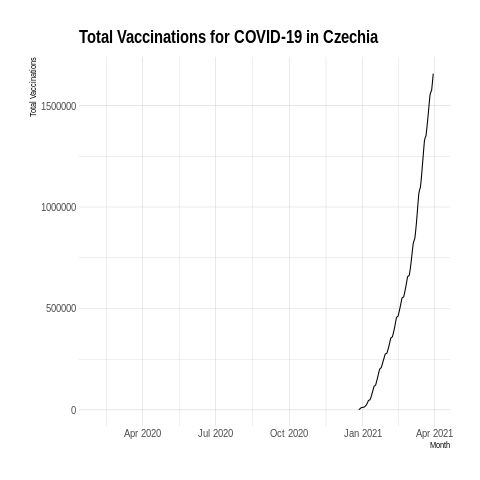 Total Vaccinations for COVID-19 in Czechia
Total Vaccinations
1500000
1000000
500000
0
Apr 2020 Jul 2020 Oct 2020 Jan 2021 Apr 2021
Month